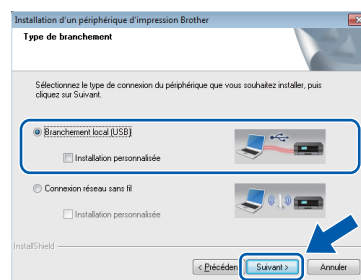 Installation d'un périphérique d'impression Brother
Type de branchement
Sélectionnez le type de connexion du périphérique que vous souhaitez installer, puis
cliquez sur Suivant.
Branchement local (USB)
Installation personnalisée
Connexion réseau sans fil
Installation personnalisée
InstallShield
< Précéden
Suivant >
Annuler